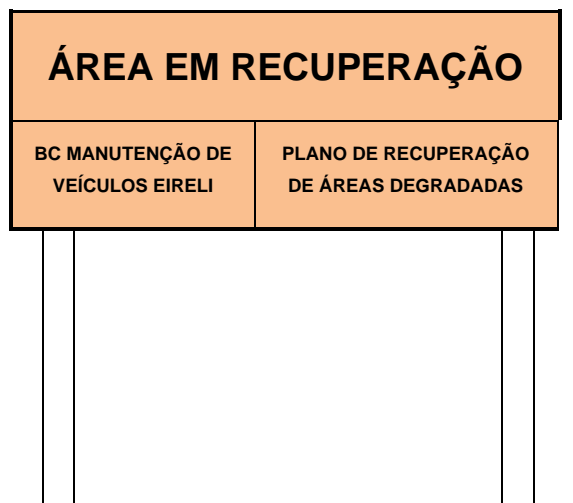 ÁREA EM RECUPERAÇÃO
BC MANUTENÇÃO DE
VEÍCULOS EIRELI
PLANO DE RECUPERAÇÃO
DE ÁREAS DEGRADADAS